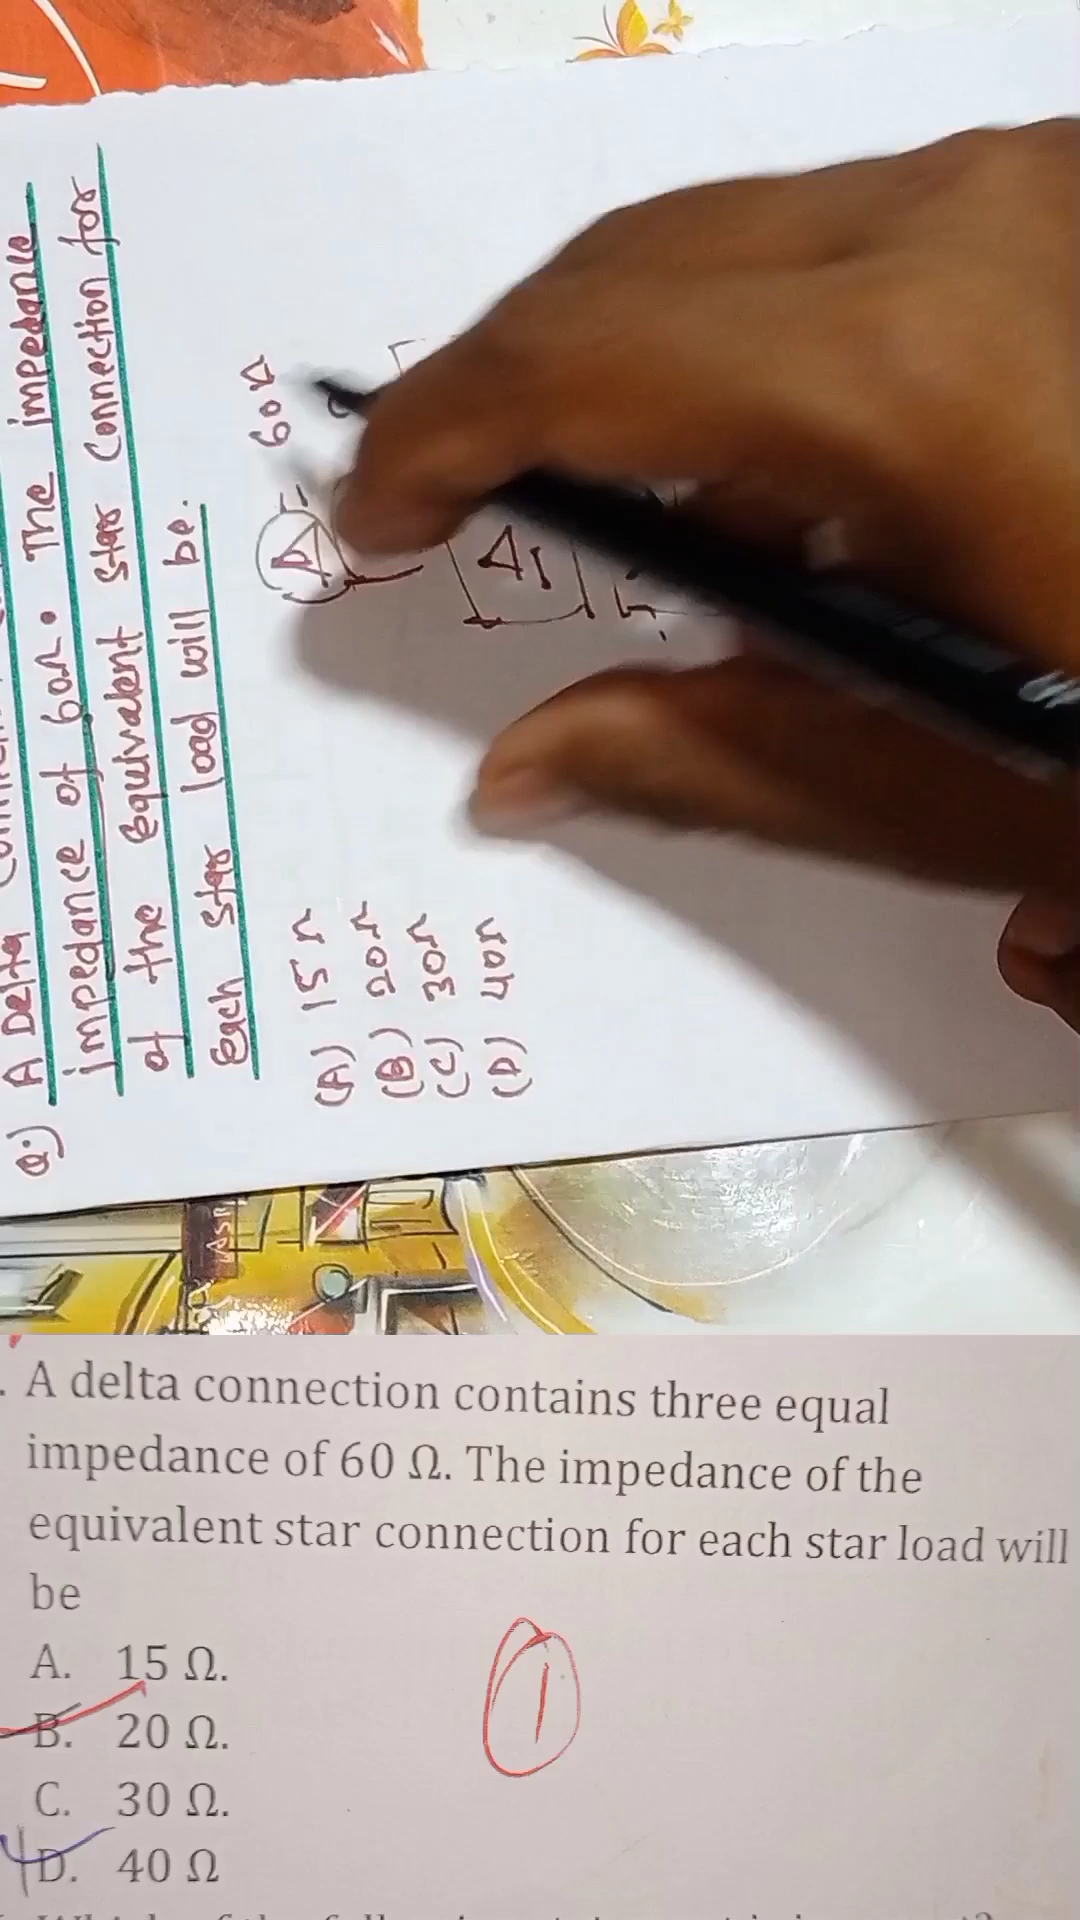 Q.) A Delta
impedance of 60Ω. The impedance
of the Equivalent Star Connection for
Each Star load will be.
(A) 15Ω
(B) 20Ω
(C) 30Ω
(D) 40Ω
Δ = 60Ω
. A delta connection contains three equal
impedance of 60 Ω. The impedance of the
equivalent star connection for each star load will
be
A. 15 Ω.
B. 20 Ω.
C. 30 Ω.
D. 40 Ω
1